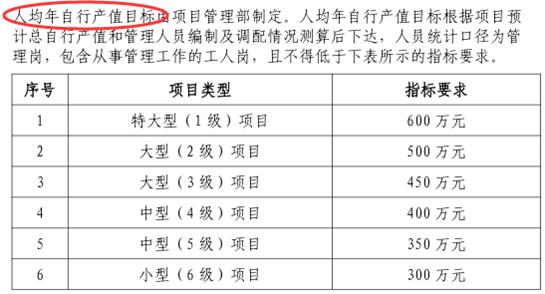 人均年自行产值目标由项目管理部制定。人均年自行产值目标根据项目预
计总自行产值和管理人员编制及调配情况测算后下达，人员统计口径为管
理岗，包含从事管理工作的工人岗，且不得低于下表所示的指标要求。
序号 项目类型 指标要求
1 特大型（1 级）项目 600 万元
2 大型（2 级）项目 500 万元
3 大型（3 级）项目 450 万元
4 中型（4 级）项目 400 万元
5 中型（5 级）项目 350 万元
6 小型（6 级）项目 300 万元